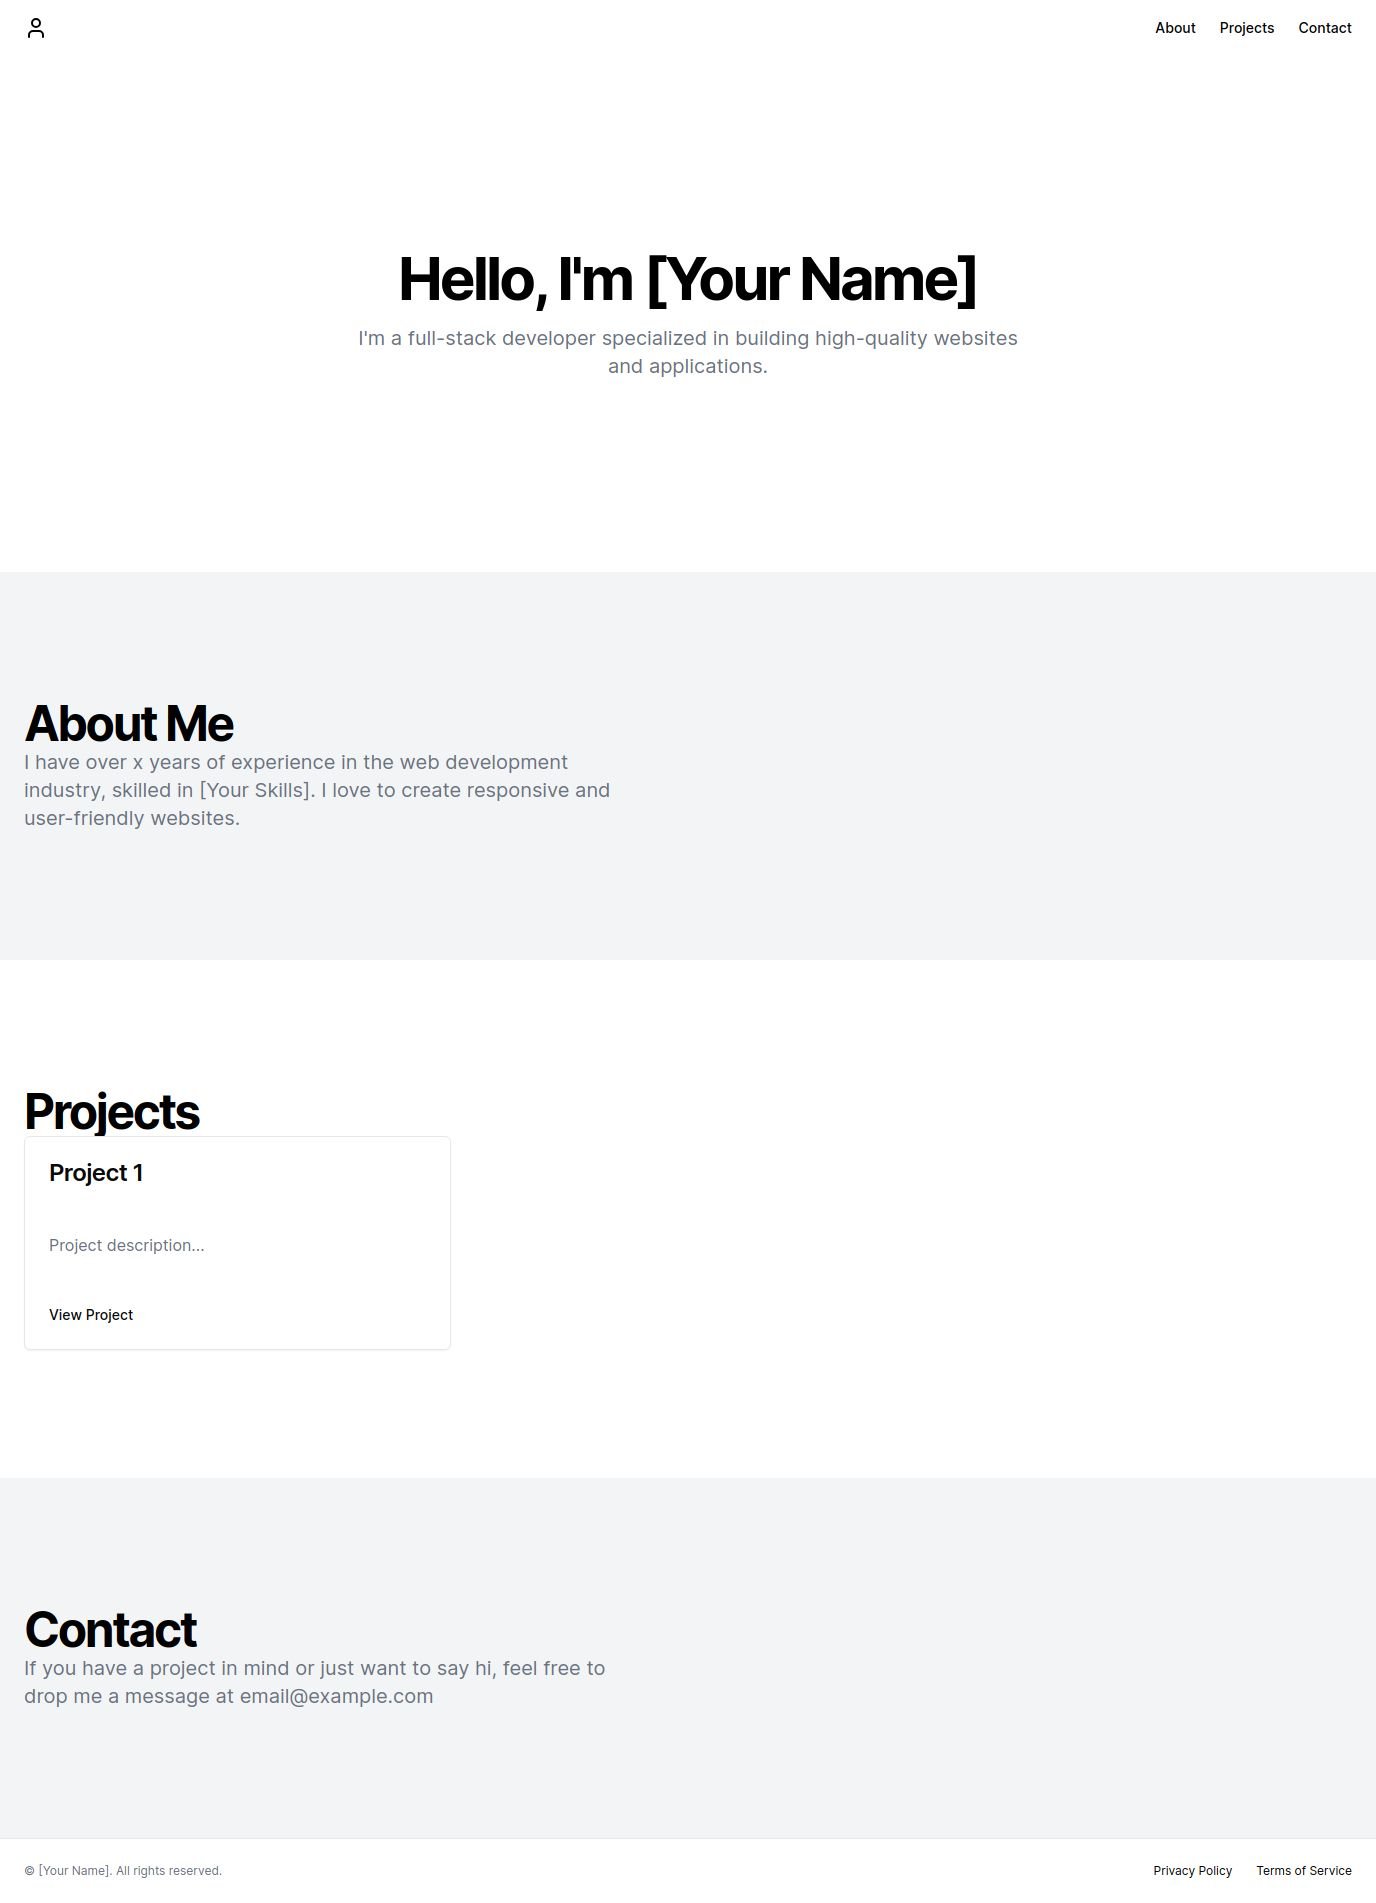 About Projects Contact
Hello, I'm [Your Name]
I'm a full-stack developer specialized in building high-quality websites
and applications.
About Me
I have over x years of experience in the web development
industry, skilled in [Your Skills]. I love to create responsive and
user-friendly websites.
Projects
Project 1
Project description...
View Project
Contact
If you have a project in mind or just want to say hi, feel free to
drop me a message at email@example.com
© [Your Name]. All rights reserved.
Privacy Policy Terms of Service